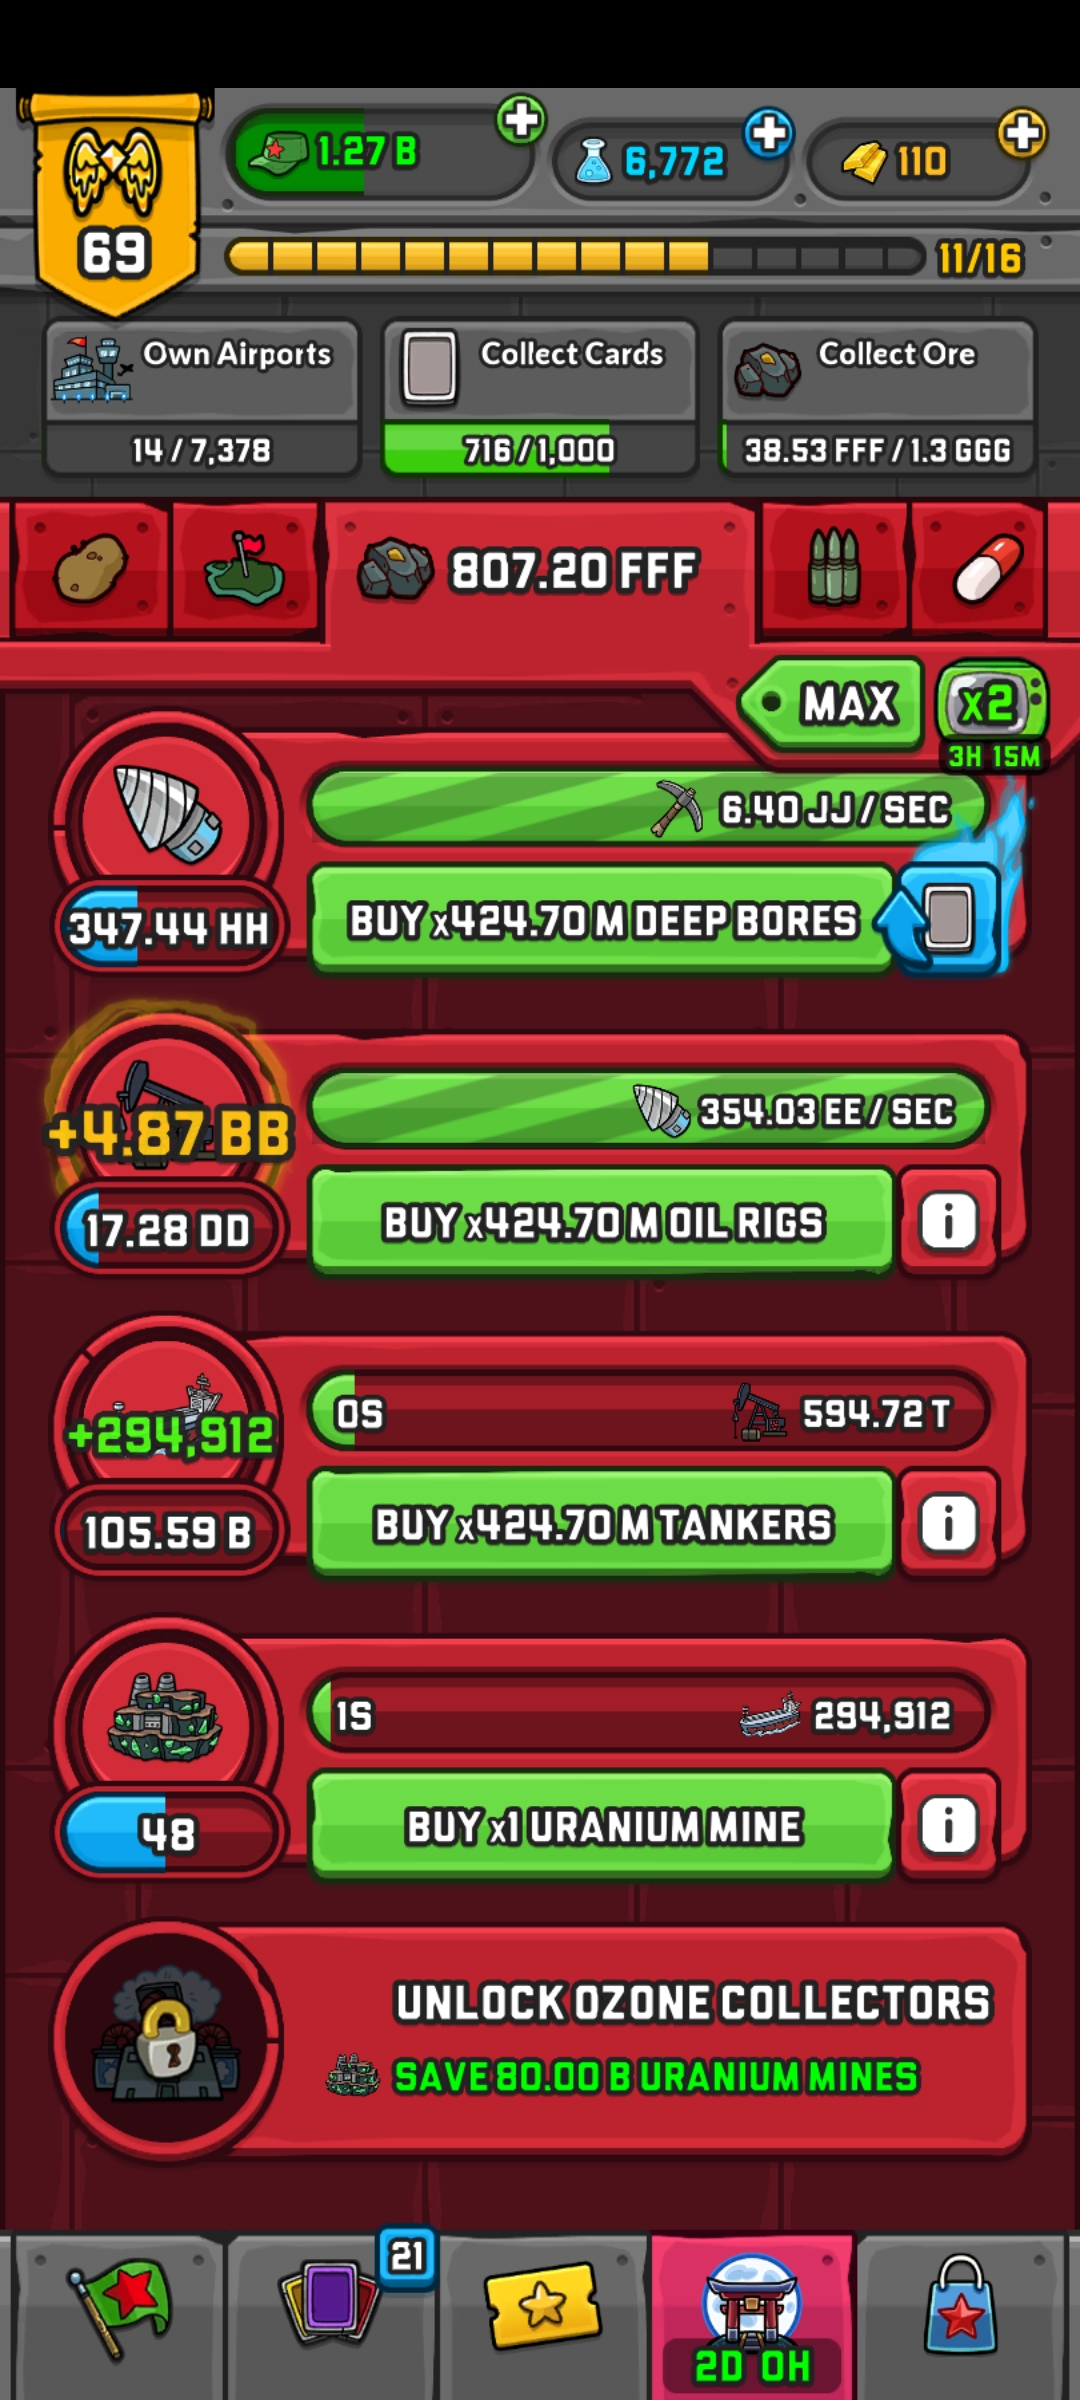 69
1.27 B
6,772
110
11/16
Own Airports
14 / 7,378
Collect Cards
716 / 1,000
Collect Ore
38.53 FFF / 1.3 GGG
807.20 FFF
MAX
x2
3H 15M
6.40 JJ / SEC
347.44 HH
BUY x424.70 M DEEP BORES
+4.87 BB
354.03 EE / SEC
17.28 DD
BUY x424.70 M OIL RIGS
i
+294,912
0S
594.72 T
105.59 B
BUY x424.70 M TANKERS
i
1S
294,912
48
BUY x1 URANIUM MINE
i
UNLOCK OZONE COLLECTORS
SAVE 80.00 B URANIUM MINES
21
2D 0H